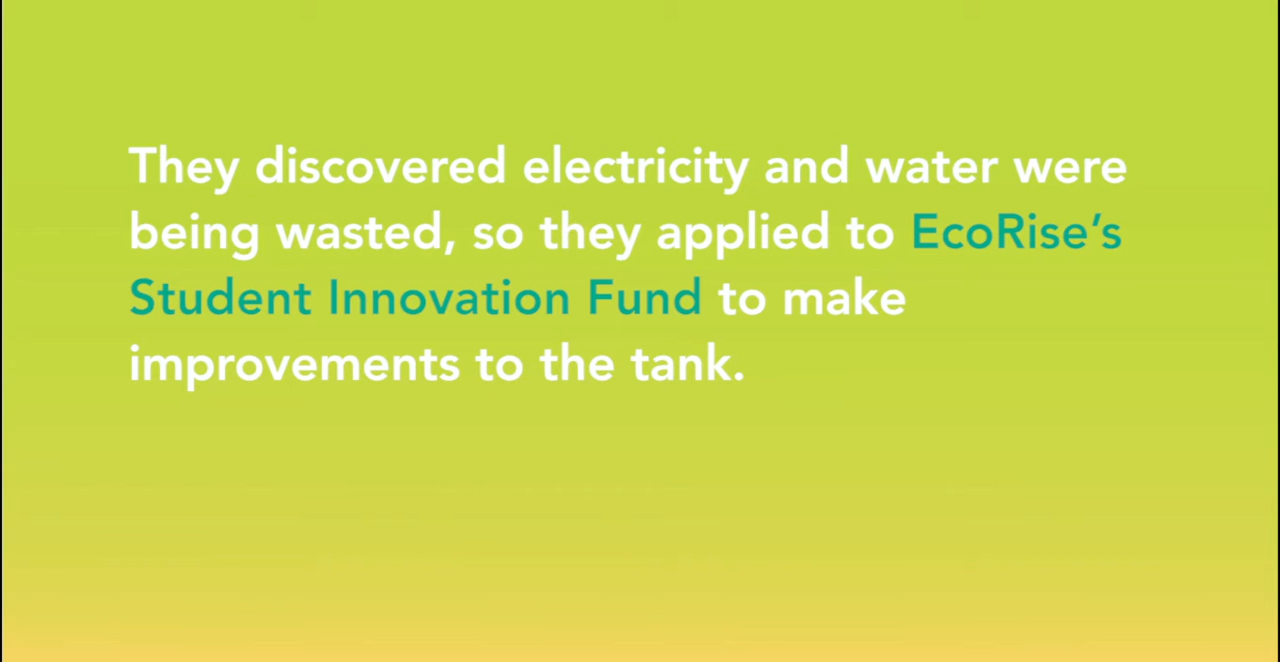 They discovered electricity and water were
being wasted, so they applied to EcoRise’s
Student Innovation Fund to make
improvements to the tank.